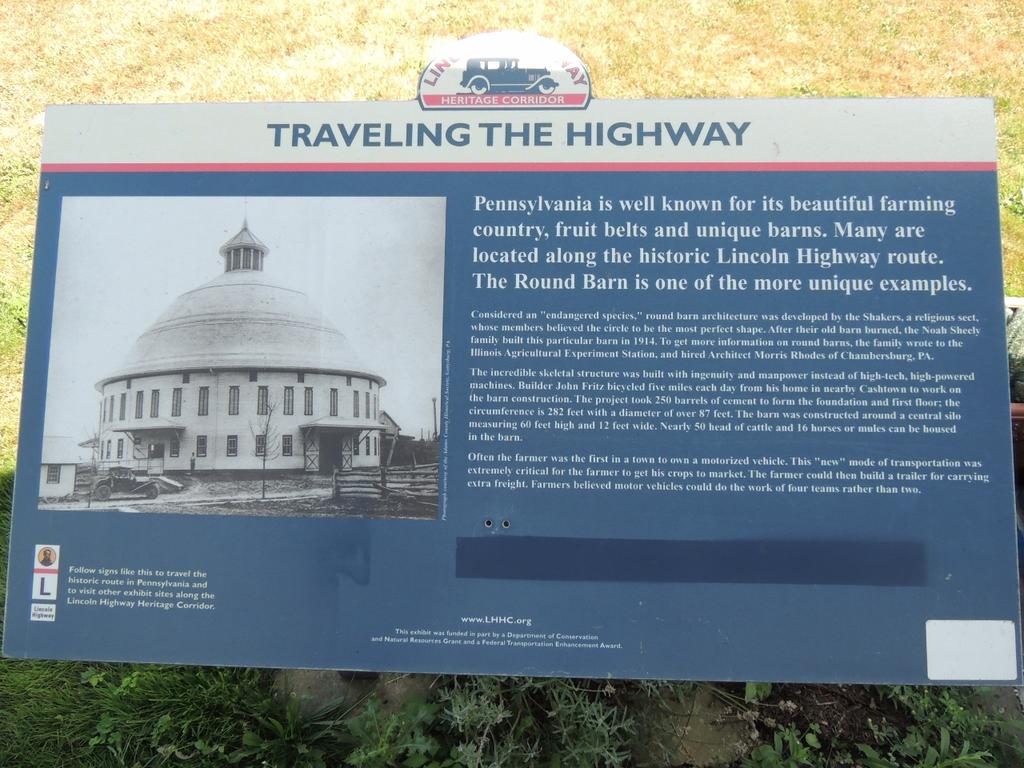 LINCOLN HIGHWAY
HERITAGE CORRIDOR
TRAVELING THE HIGHWAY
Pennsylvania is well known for its beautiful farming
country, fruit belts and unique barns. Many are
located along the historic Lincoln Highway route.
The Round Barn is one of the more unique examples.
Considered an "endangered species," round barn architecture was developed by the Shakers, a religious sect,
whose members believed the circle to be the most perfect shape. After their old barn burned, the Noah Sheely
family built this particular barn in 1914. To get more information on round barns, the family wrote to the
Illinois Agricultural Experiment Station, and hired Architect Morris Rhodes of Chambersburg, PA.
The incredible skeletal structure was built with ingenuity and manpower instead of high-tech, high-powered
machines. Builder John Fritz bicycled five miles each day from his home in nearby Cashtown to work on
the barn construction. The project took 250 barrels of cement to form the foundation and first floor; the
circumference is 282 feet with a diameter of over 87 feet. The barn was constructed around a central silo
measuring 60 feet high and 12 feet wide. Nearly 50 head of cattle and 16 horses or mules can be housed
in the barn.
Often the farmer was the first in a town to own a motorized vehicle. This "new" mode of transportation was
extremely critical for the farmer to get his crops to market. The farmer could then build a trailer for carrying
extra freight. Farmers believed motor vehicles could do the work of four teams rather than two.
Photograph courtesy of the Adams County Historical Society, Gettysburg, PA
L
Lincoln
Highway
Follow signs like this to travel the
historic route in Pennsylvania and
to visit other exhibit sites along the
Lincoln Highway Heritage Corridor.
www.LHHC.org
This exhibit was funded in part by a Department of Conservation
and Natural Resources Grant and a Federal Transportation Enhancement Award.